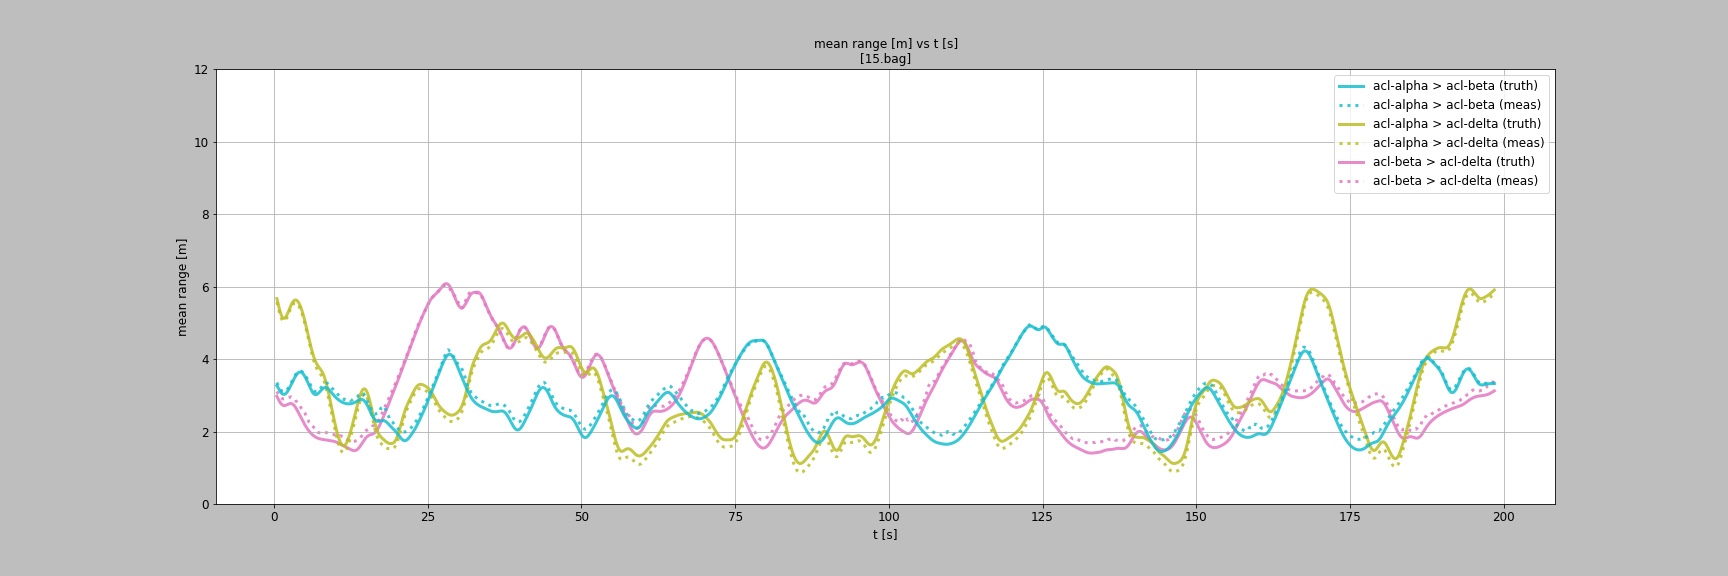 mean range [m] vs t [s]
[15.bag]
12
10
8
6
4
2
0
mean range [m]
acl-alpha > acl-beta (truth)
acl-alpha > acl-beta (meas)
acl-alpha > acl-delta (truth)
acl-alpha > acl-delta (meas)
acl-beta > acl-delta (truth)
acl-beta > acl-delta (meas)
0 25 50 75 100 125 150 175 200
t [s]